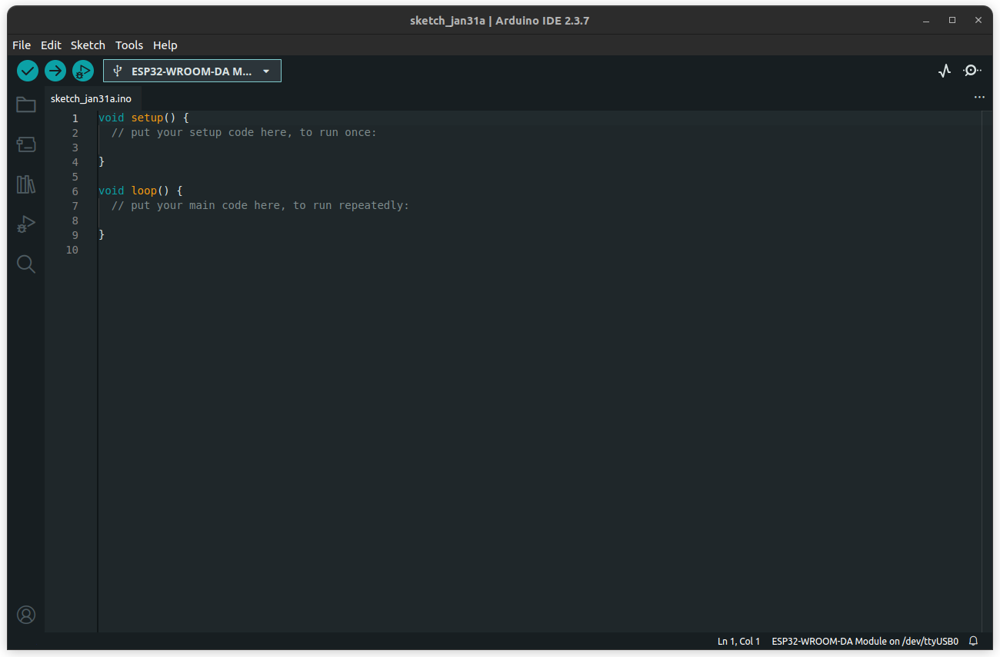 sketch_jan31a | Arduino IDE 2.3.7
File Edit Sketch Tools Help
ESP32-WROOM-DA M...
sketch_jan31a.ino
1 void setup() {
2 // put your setup code here, to run once:
3
4 }
5
6 void loop() {
7 // put your main code here, to run repeatedly:
8
9 }
10
Ln 1, Col 1 ESP32-WROOM-DA Module on /dev/ttyUSB0